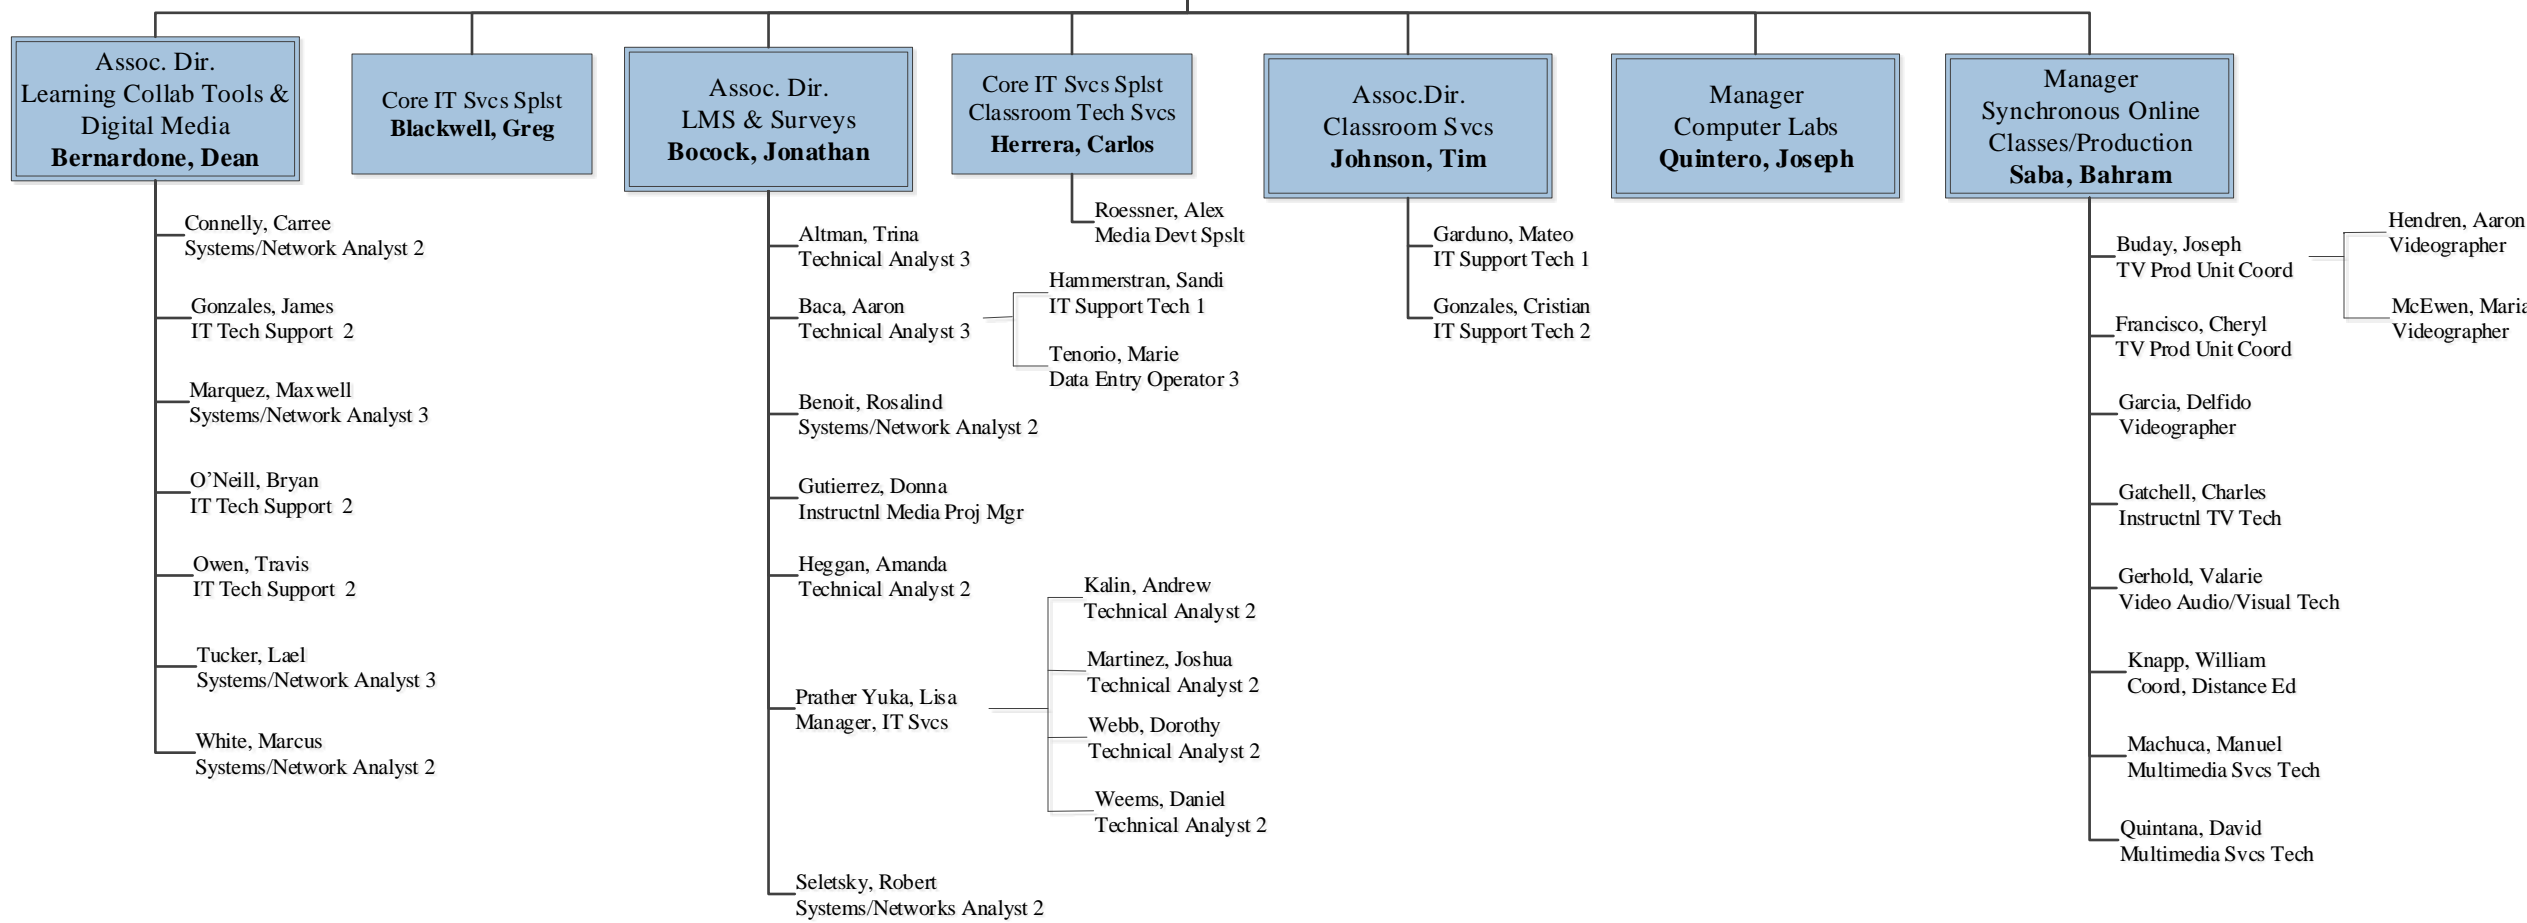 Assoc. Dir.
Learning Collab Tools &
Digital Media
Bernardone, Dean
Core IT Svcs Splst
Blackwell, Greg
Assoc. Dir.
LMS & Surveys
Bocock, Jonathan
Core IT Svcs Splst
Classroom Tech Svcs
Herrera, Carlos
Assoc.Dir.
Classroom Svcs
Johnson, Tim
Manager
Computer Labs
Quintero, Joseph
Manager
Synchronous Online
Classes/Production
Saba, Bahram
Connelly, Carree
Systems/Network Analyst 2
Gonzales, James
IT Tech Support  2
Marquez, Maxwell
Systems/Network Analyst 3
O’Neill, Bryan
IT Tech Support  2
Owen, Travis
IT Tech Support  2
Tucker, Lael
Systems/Network Analyst 3
White, Marcus
Systems/Network Analyst 2
Altman, Trina
Technical Analyst 3
Baca, Aaron
Technical Analyst 3
Hammerstran, Sandi
IT Support Tech 1
Tenorio, Marie
Data Entry Operator 3
Benoit, Rosalind
Systems/Network Analyst 2
Gutierrez, Donna
Instructnl Media Proj Mgr
Heggan, Amanda
Technical Analyst 2
Prather Yuka, Lisa
Manager, IT Svcs
Kalin, Andrew
Technical Analyst 2
Martinez, Joshua
Technical Analyst 2
Webb, Dorothy
Technical Analyst 2
Weems, Daniel
Technical Analyst 2
Seletsky, Robert
Systems/Networks Analyst 2
Roessner, Alex
Media Devt Spslt
Garduno, Mateo
IT Support Tech 1
Gonzales, Cristian
IT Support Tech 2
Buday, Joseph
TV Prod Unit Coord
Hendren, Aaron
Videographer
McEwen, Maria
Videographer
Francisco, Cheryl
TV Prod Unit Coord
Garcia, Delfido
Videographer
Gatchell, Charles
Instructnl TV Tech
Gerhold, Valarie
Video Audio/Visual Tech
Knapp, William
Coord, Distance Ed
Machuca, Manuel
Multimedia Svcs Tech
Quintana, David
Multimedia Svcs Tech